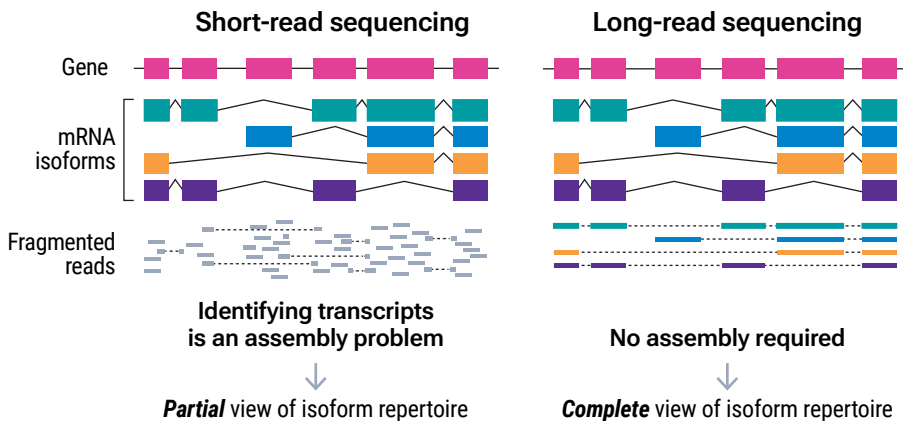 Short-read sequencing
Long-read sequencing
Gene
mRNA
isoforms
Fragmented
reads
Identifying transcripts
is an assembly problem
No assembly required
Partial view of isoform repertoire
Complete view of isoform repertoire